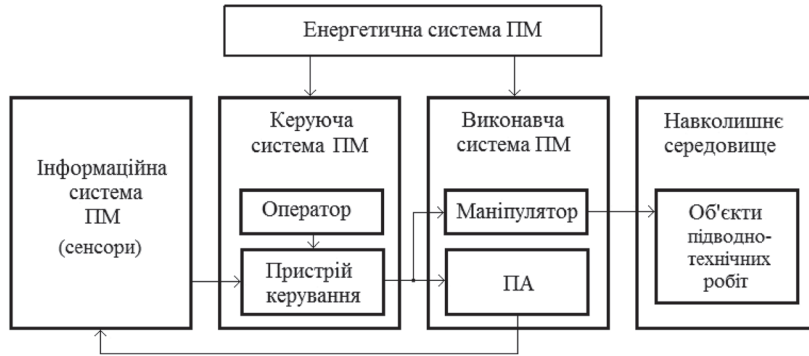 Енергетична система ПМ
Інформаційна
система
ПМ
(сенсори)
Керуюча
система ПМ
Оператор
Пристрій
керування
Виконавча
система ПМ
Маніпулятор
ПА
Навколишнє
середовище
Об'єкти
підводно-
технічних
робіт